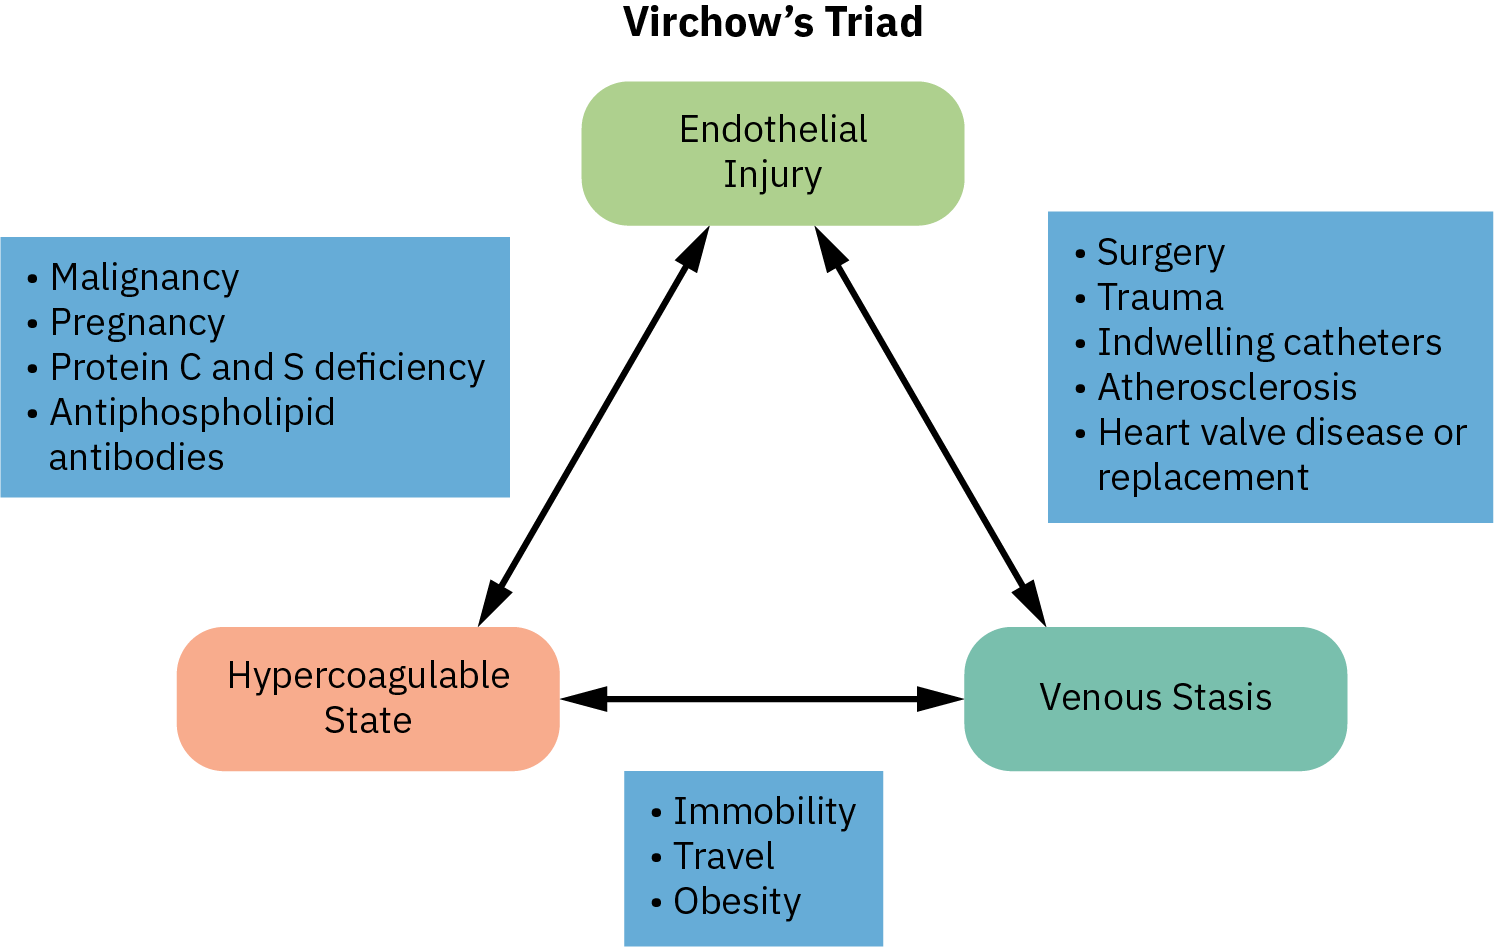 Virchow’s Triad
Endothelial
Injury
• Malignancy
• Pregnancy
• Protein C and S deficiency
• Antiphospholipid
antibodies
• Surgery
• Trauma
• Indwelling catheters
• Atherosclerosis
• Heart valve disease or
replacement
Hypercoagulable
State
Venous Stasis
• Immobility
• Travel
• Obesity